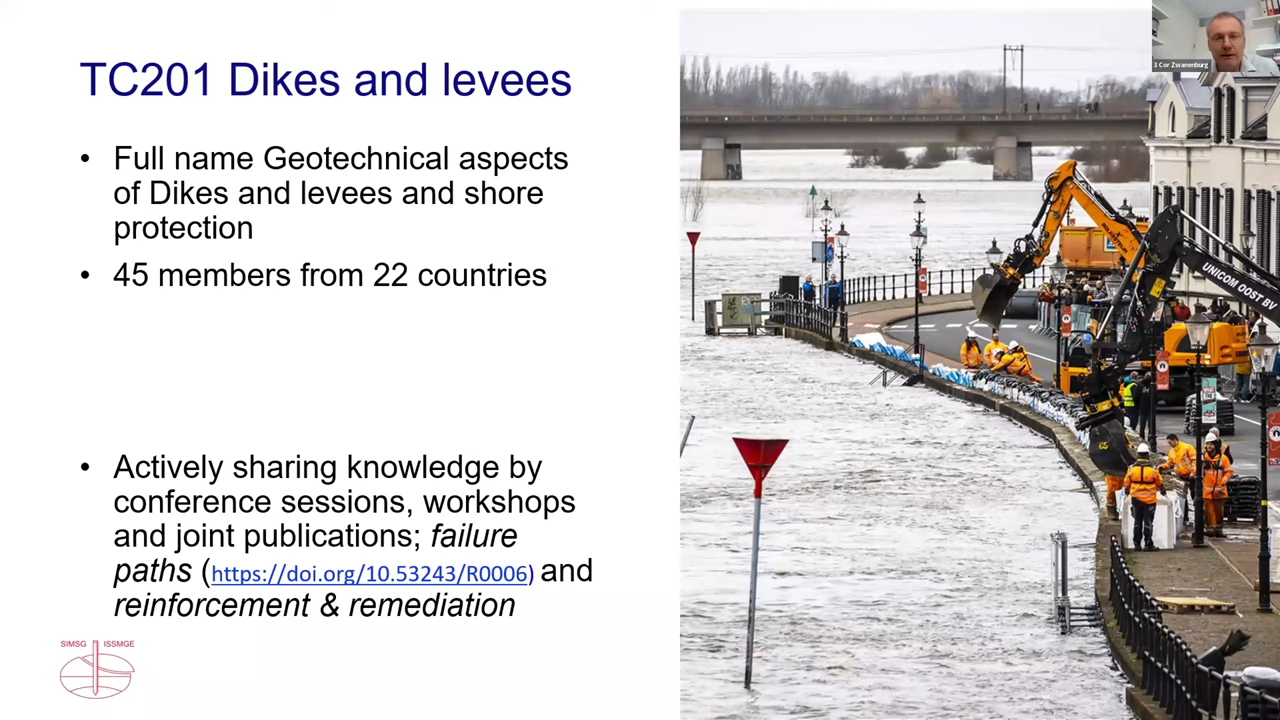 TC201 Dikes and levees
• Full name Geotechnical aspects
of Dikes and levees and shore
protection
• 45 members from 22 countries
• Actively sharing knowledge by
conference sessions, workshops
and joint publications; failure
paths (https://doi.org/10.53243/R0006) and
reinforcement & remediation
SIMSG ISSMGE
3 Cor Zwanenburg
UNICOM OOST BV